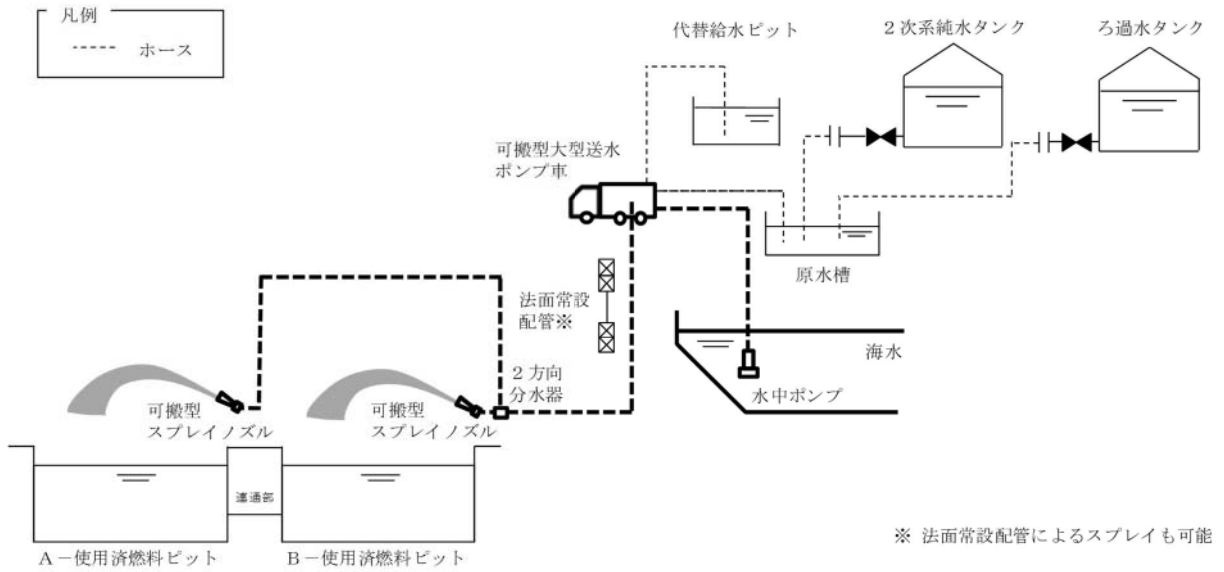 凡例
ホース
代替給水ピット
2次系純水タンク
ろ過水タンク
可搬型大型送水
ポンプ車
原水槽
法面常設
配管※
海水
2方向
分水器
水中ポンプ
可搬型
スプレイノズル
可搬型
スプレイノズル
連通部
A-使用済燃料ピット
B-使用済燃料ピット
※ 法面常設配管によるスプレイも可能